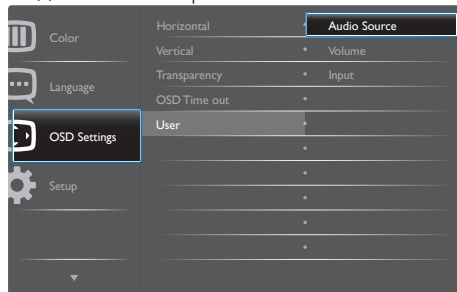 Color
Language
OSD Settings
Setup
Horizontal
Vertical
Transparency
OSD Time out
User
Audio Source
Volume
Input